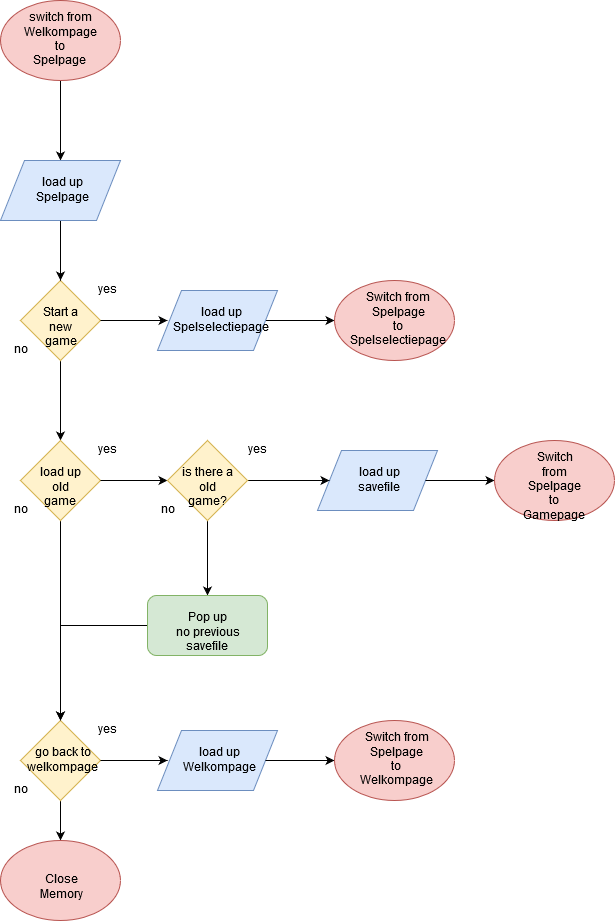 switch from
Welkompage
to
Spelpage
load up
Spelpage
yes
Start a
new
game
no
load up
Spelselectiepage
Switch from
Spelpage
to
Spelselectiepage
yes
load up
old
game
no
is there a
old
game?
yes
no
load up
savefile
Switch
from
Spelpage
to
Gamepage
Pop up
no previous
savefile
yes
go back to
welkompage
no
load up
Welkompage
Switch from
Spelpage
to
Welkompage
Close
Memory